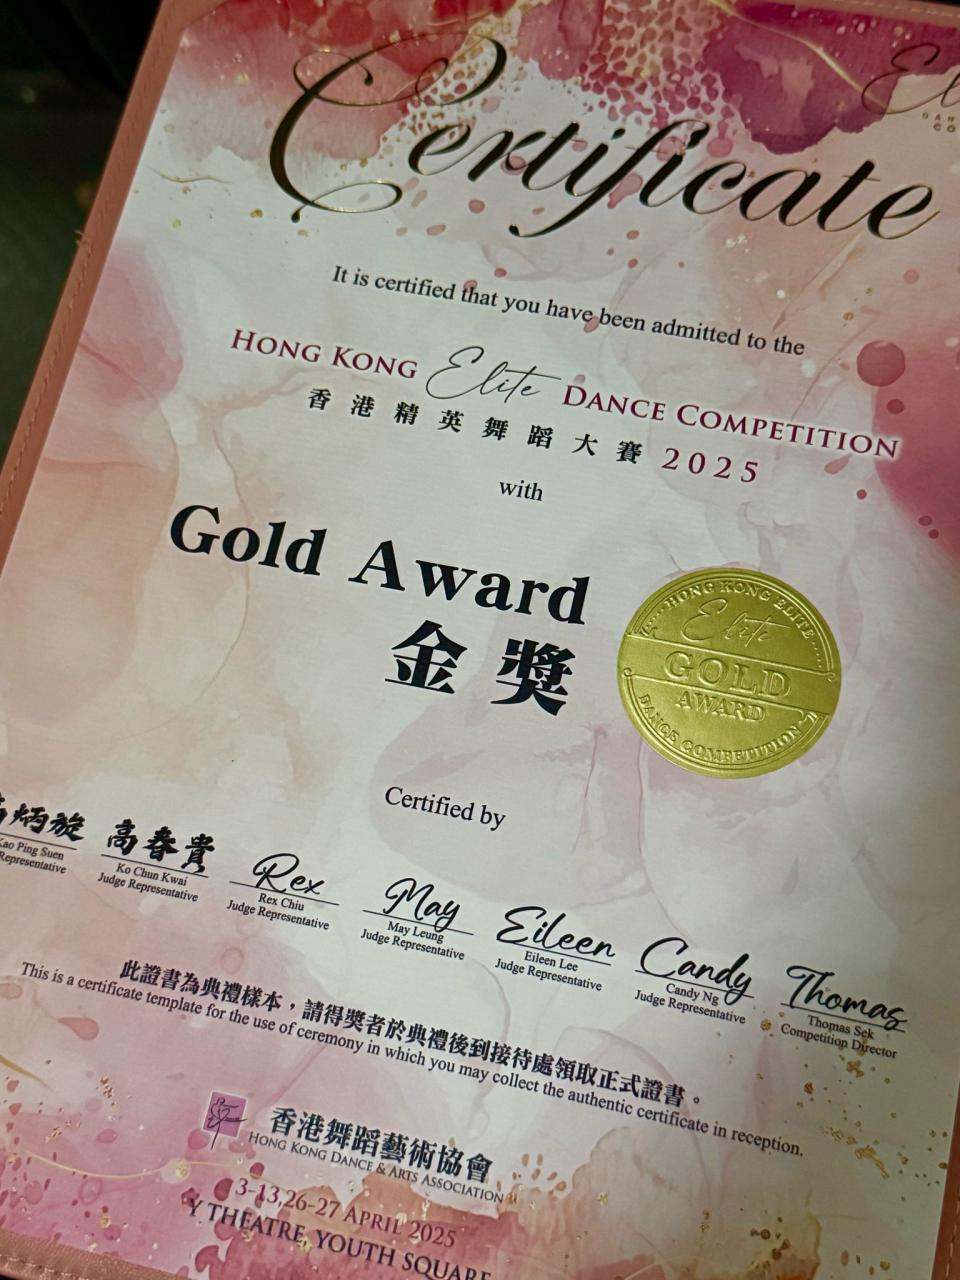 Certificate
It is certified that you have been admitted to the
HONG KONG Elite DANCE COMPETITION
香港精英舞蹈大賽 2025
with
Gold Award
金獎
HONG KONG ELITE
Elite
GOLD
AWARD
DANCE COMPETITION
Certified by
炳旋
Kao Ping Suen
Representative
高春貴
Ko Chun Kwai
Judge Representative
Rex
Rex Chiu
Judge Representative
May
May Leung
Judge Representative
Eileen
Eileen Lee
Judge Representative
Candy
Candy Ng
Judge Representative
Thomas
Thomas Sek
Competition Director
此證書為典禮樣本，請得獎者於典禮後到接待處領取正式證書。
This is a certificate template for the use of ceremony in which you may collect the authentic certificate in reception.
香港舞蹈藝術協會
HONG KONG DANCE & ARTS ASSOCIATION
3-13,26-27 APRIL 2025
Y THEATRE, YOUTH SQUARE